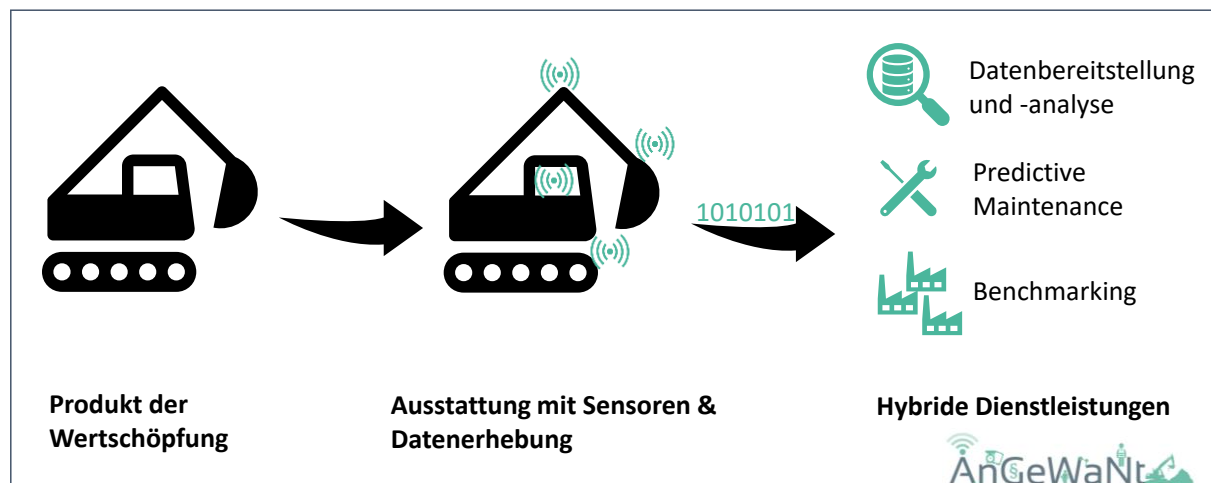 Datenbereitstellung
und -analyse
Predictive
Maintenance
1010101
Benchmarking
Produkt der
Wertschöpfung
Ausstattung mit Sensoren &
Datenerhebung
Hybride Dienstleistungen
AnGeWaNt
§